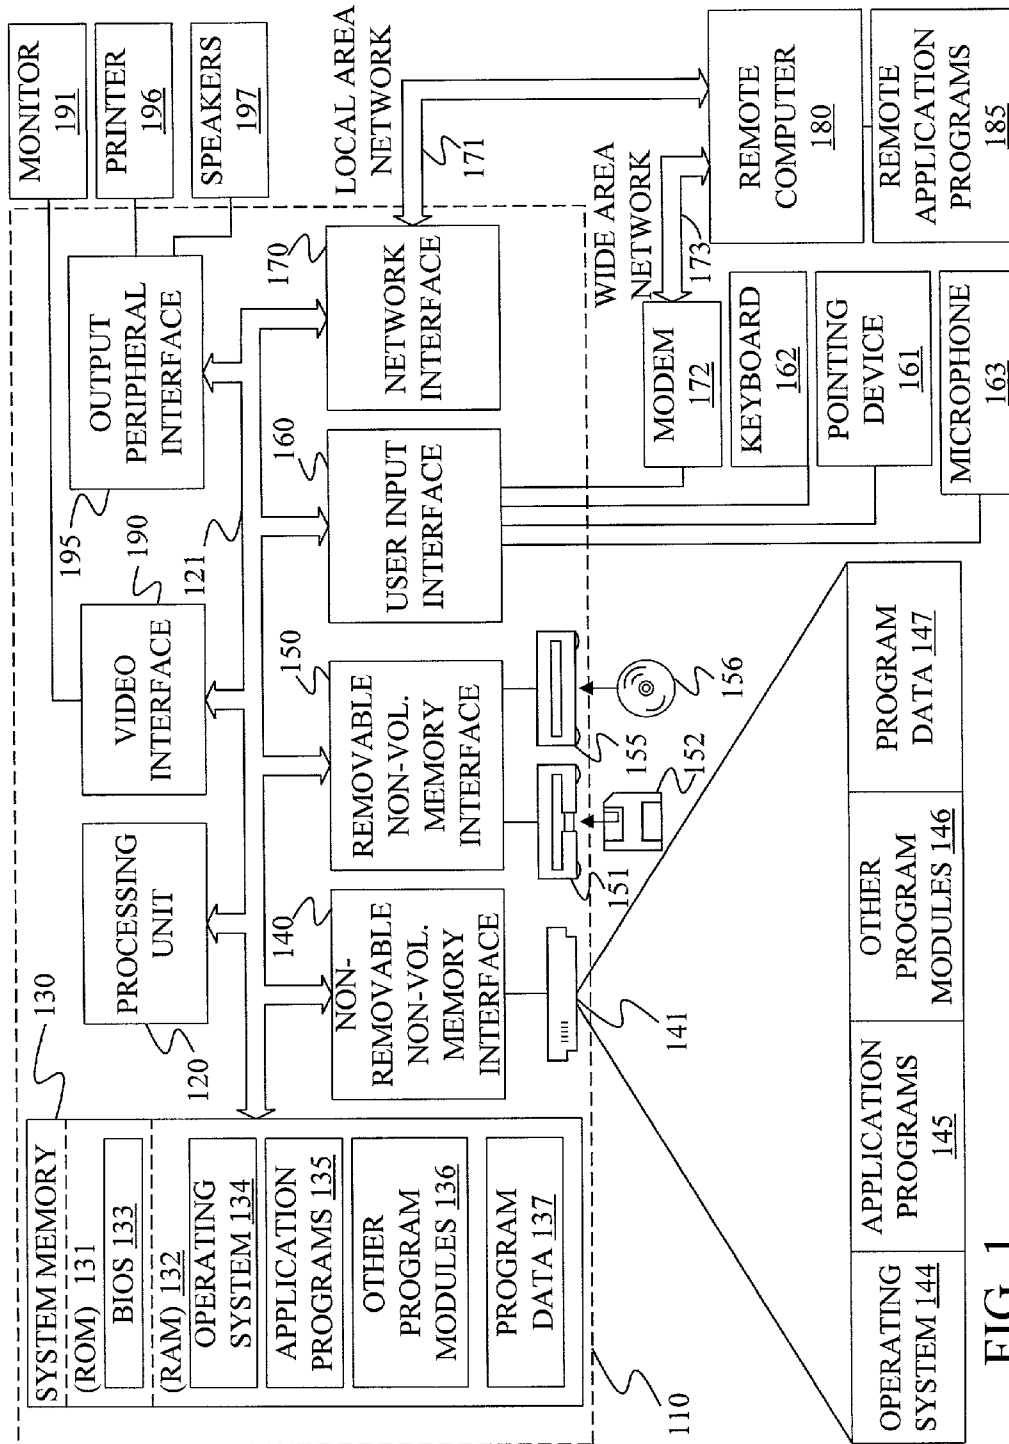 SYSTEM MEMORY
130
(ROM) 131
BIOS 133
(RAM) 132
OPERATING
SYSTEM 134
APPLICATION
PROGRAMS 135
OTHER
PROGRAM
MODULES 136
PROGRAM
DATA 137
110
PROCESSING
UNIT
120
VIDEO
INTERFACE
190
121
OUTPUT
PERIPHERAL
INTERFACE
195
MONITOR
191
PRINTER
196
SPEAKERS
197
NON-
REMOVABLE
NON-VOL.
MEMORY
INTERFACE
140
REMOVABLE
NON-VOL.
MEMORY
INTERFACE
150
USER INPUT
INTERFACE
160
NETWORK
INTERFACE
170
LOCAL AREA
NETWORK
171
141
151
152
155
156
WIDE AREA
NETWORK
173
MODEM
172
KEYBOARD
162
POINTING
DEVICE
161
MICROPHONE
163
REMOTE
COMPUTER
180
REMOTE
APPLICATION
PROGRAMS
185
OPERATING
SYSTEM 144
APPLICATION
PROGRAMS
145
OTHER
PROGRAM
MODULES 146
PROGRAM
DATA 147
FIG. 1